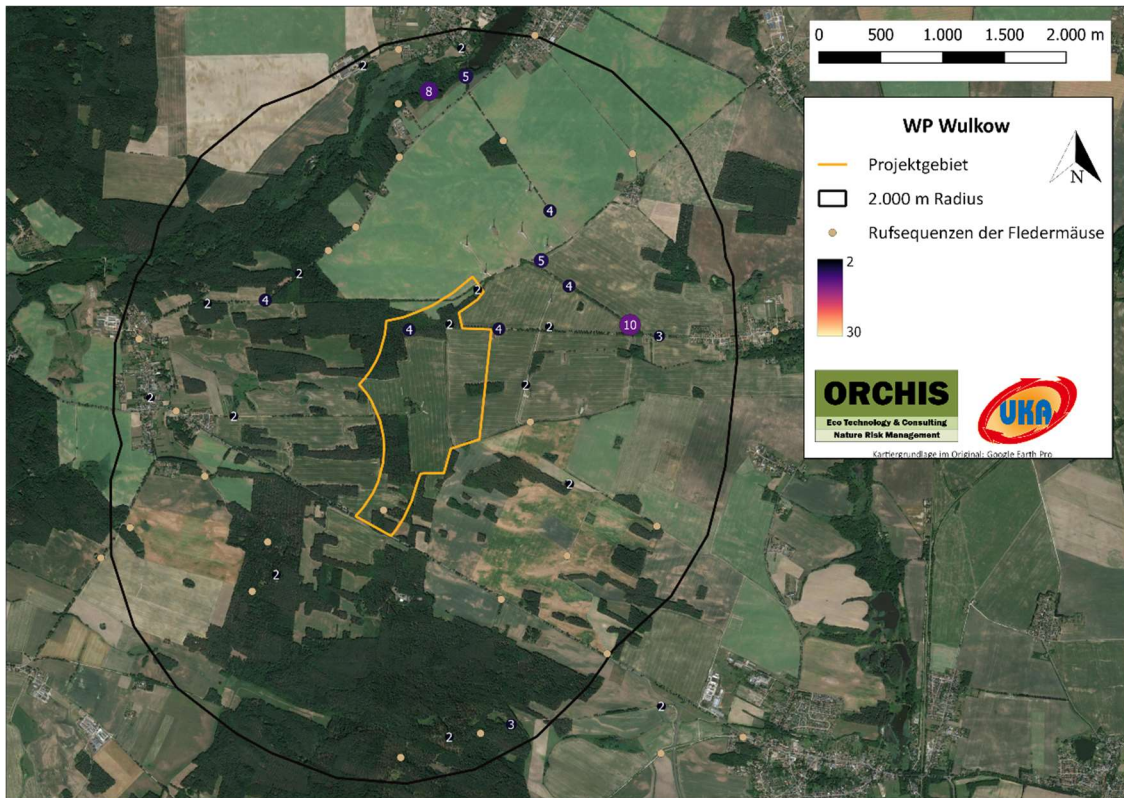 0 500 1.000 1.500 2.000 m
WP Wulkow
Projektgebiet
N
2.000 m Radius
Rufsequenzen der Fledermäuse
2
30
ORCHIS
Eco Technology & Consulting
Nature Risk Management
UKA
Kartiergrundlage im Original: Google Earth Pro
2
2
5
8
4
5
2
4
2
2
4
4
2
4
2
10
3
2
2
2
2
2
2
3
2